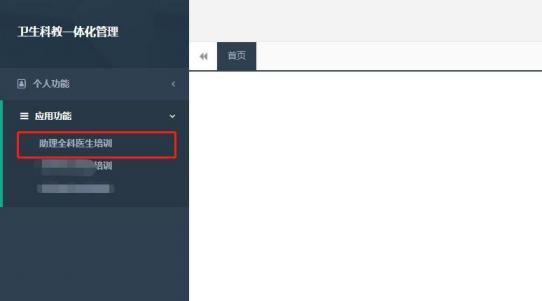 卫生科教一体化管理
首页
个人功能
应用功能
助理全科医生培训
培训